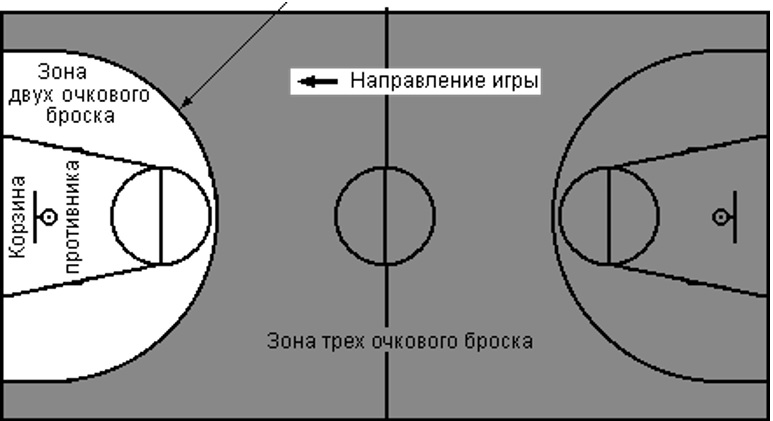 Зона
двух очкового
броска
Направление игры
Корзина
противника
Зона трех очкового броска